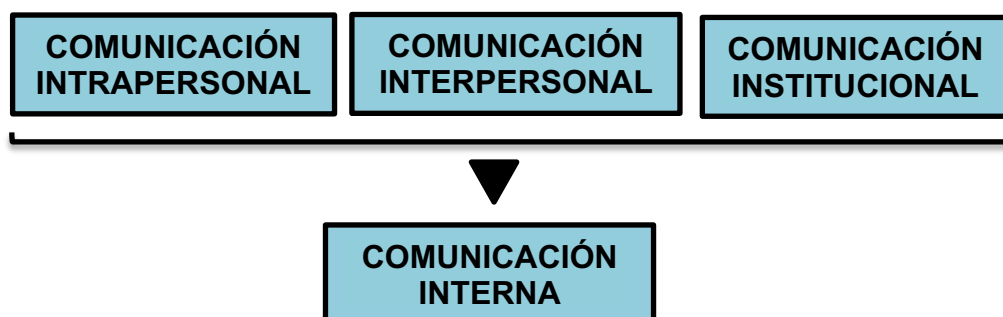 COMUNICACIÓN
INTRAPERSONAL
COMUNICACIÓN
INTERPERSONAL
COMUNICACIÓN
INSTITUCIONAL
COMUNICACIÓN
INTERNA